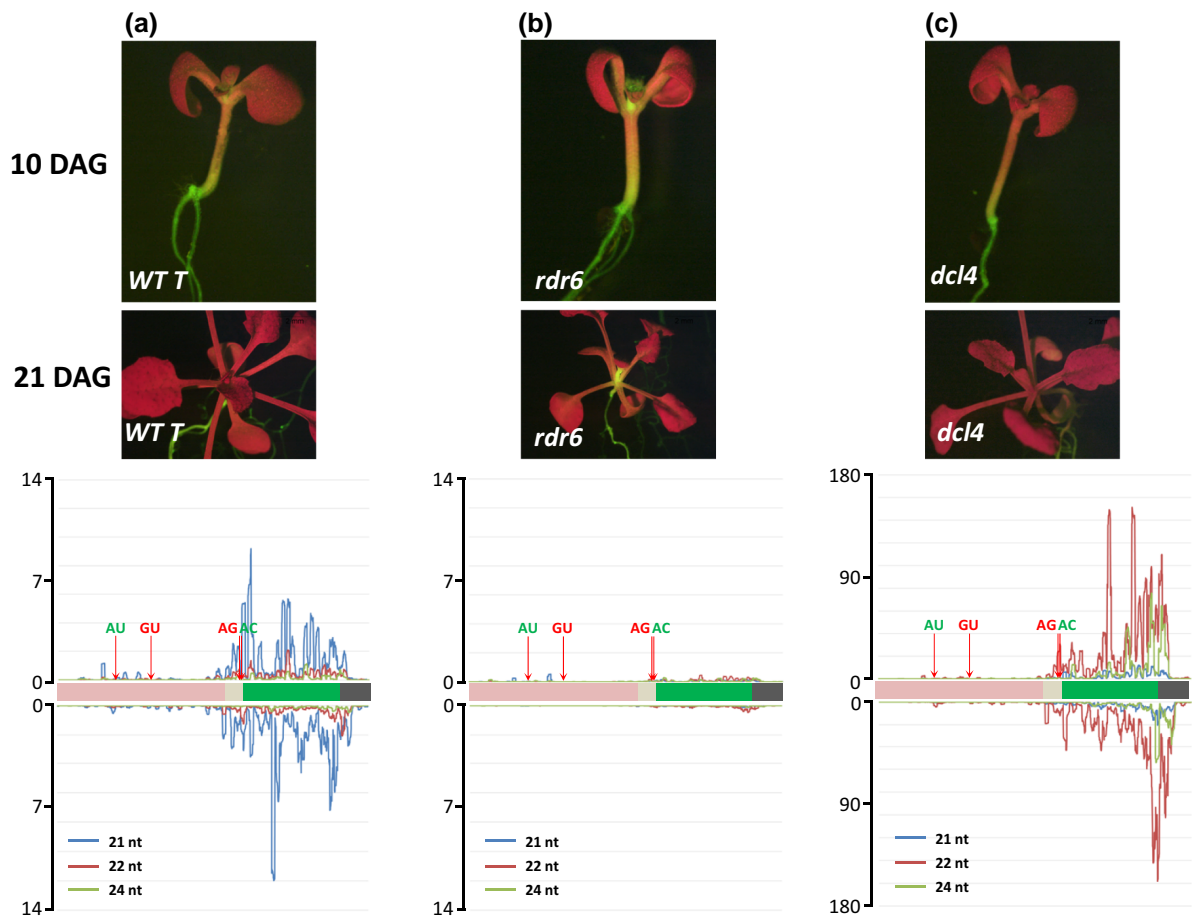 (a) (b) (c)
10 DAG
WT T rdr6 dcl4
21 DAG
WT T rdr6 dcl4
14 14 180
7 7 90
AU GU AG AC AU GU AG AC AU GU AG AC
0 0 0
0 0 0
7 7 90
21 nt 21 nt 21 nt
22 nt 22 nt 22 nt
24 nt 24 nt 24 nt
14 14 180